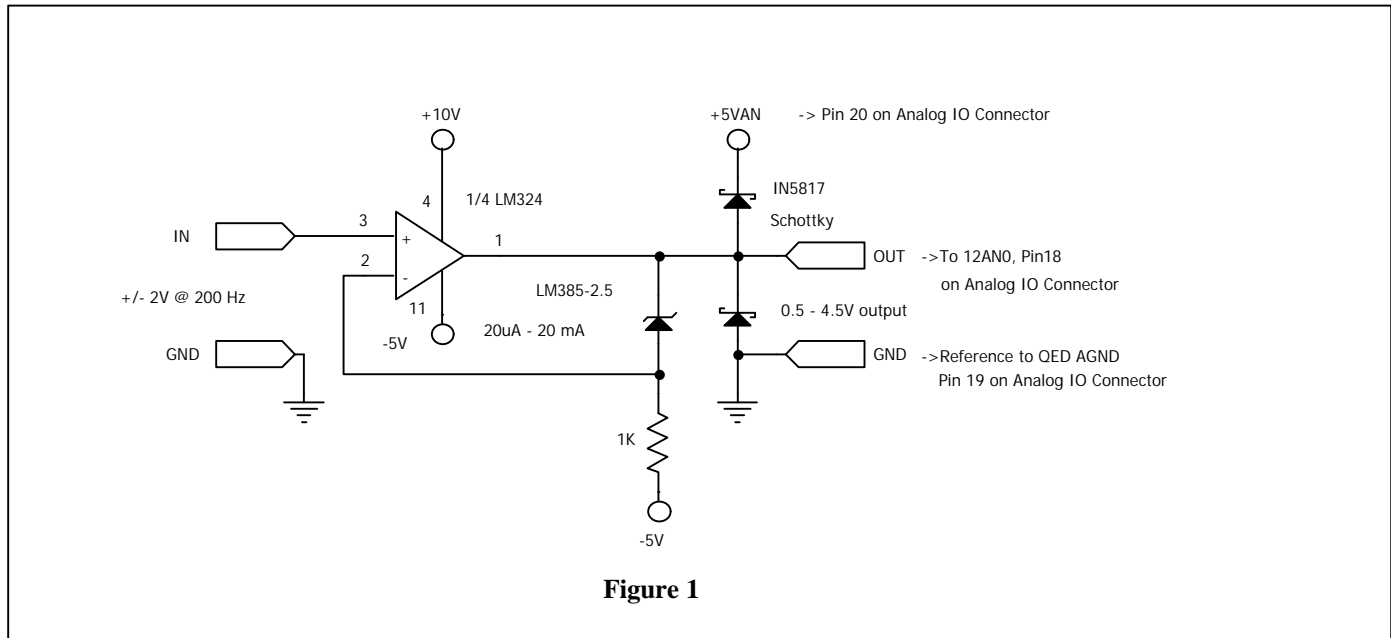 +10V
+5VAN
-> Pin 20 on Analog IO Connector
4
1/4 LM324
IN5817
Schottky
IN
3
+
1
2
-
OUT
->To 12AN0, Pin18
on Analog IO Connector
+/- 2V @ 200 Hz
LM385-2.5
11
20uA - 20 mA
0.5 - 4.5V output
-5V
GND
GND
->Reference to QED AGND
Pin 19 on Analog IO Connector
1K
-5V
Figure 1